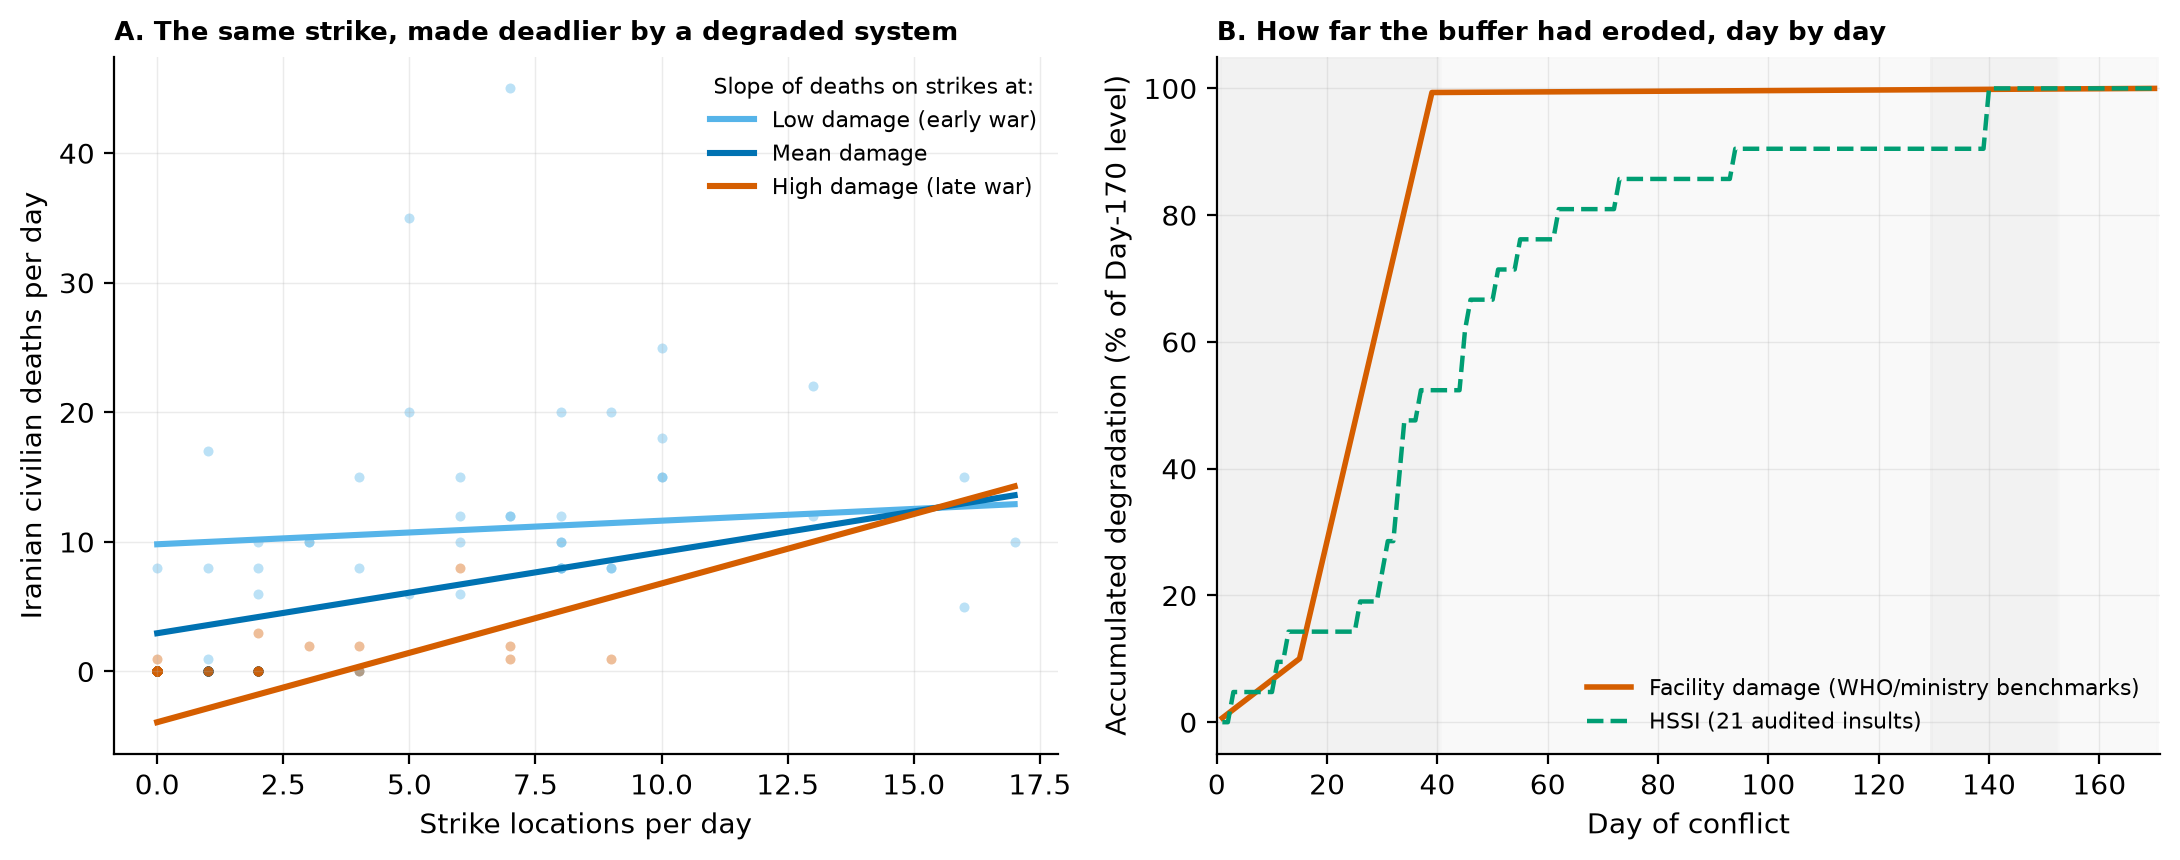 A. The same strike, made deadlier by a degraded system
Slope of deaths on strikes at:
Low damage (early war)
Mean damage
High damage (late war)
Iranian civilian deaths per day
40
30
20
10
0
0.0 2.5 5.0 7.5 10.0 12.5 15.0 17.5
Strike locations per day
B. How far the buffer had eroded, day by day
Accumulated degradation (% of Day-170 level)
100
80
60
40
20
0
Facility damage (WHO/ministry benchmarks)
HSSI (21 audited insults)
0 20 40 60 80 100 120 140 160
Day of conflict